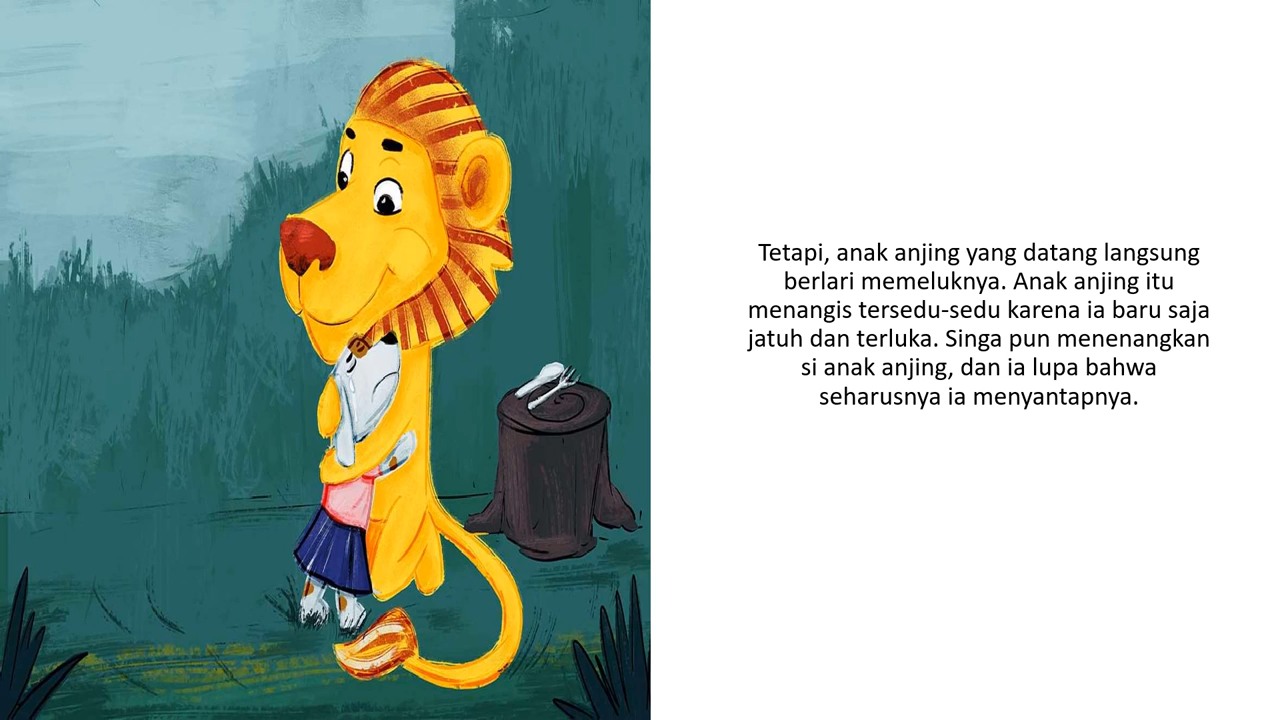 Tetapi, anak anjing yang datang langsung
berlari memeluknya. Anak anjing itu
menangis tersedu-sedu karena ia baru saja
jatuh dan terluka. Singa pun menenangkan
si anak anjing, dan ia lupa bahwa
seharusnya ia menyantapnya.